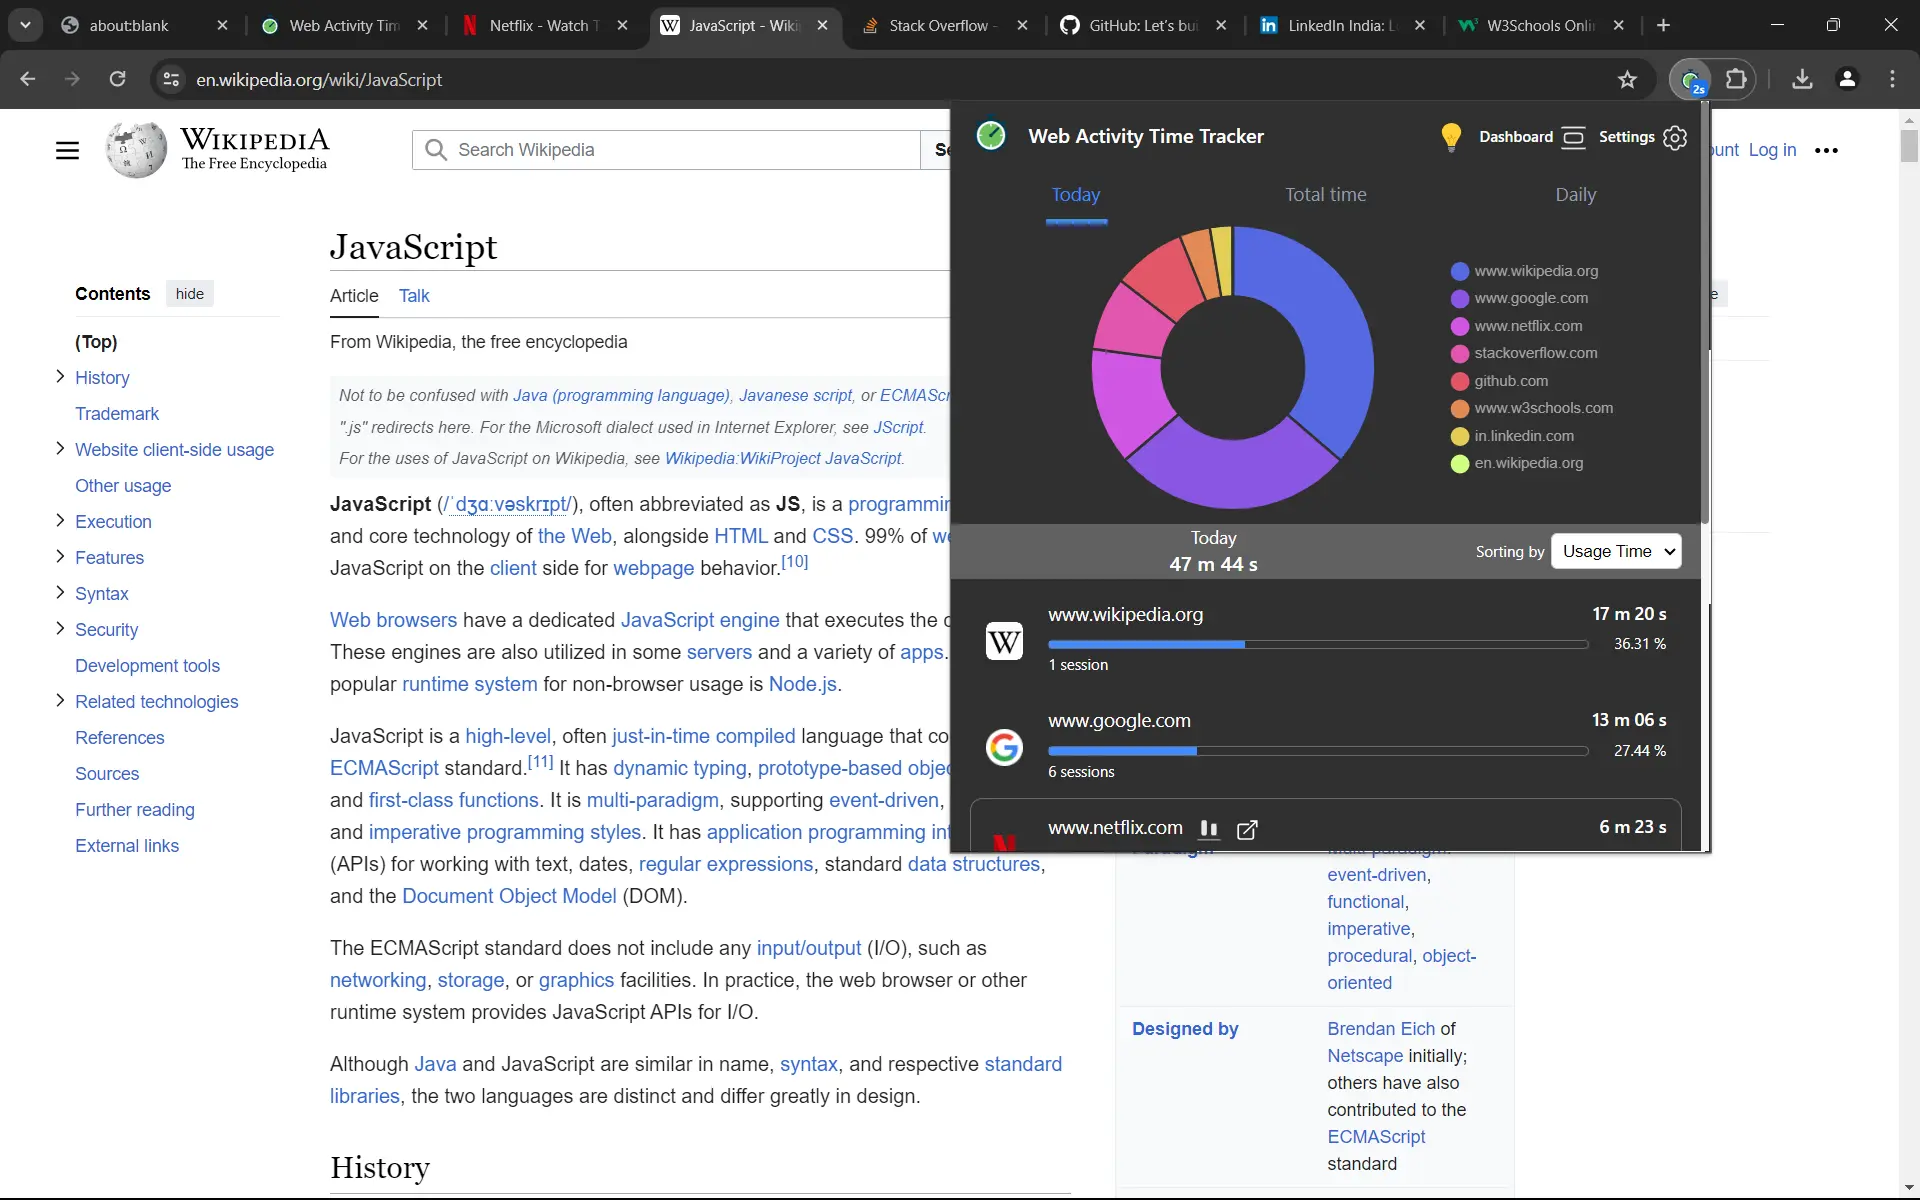 about:blank
Web Activity Tim
Netflix - Watch T
JavaScript - Wiki
Stack Overflow -
GitHub: Let's bui
LinkedIn India: L
W3Schools Onli
en.wikipedia.org/wiki/JavaScript
2s
WIKIPEDIA
The Free Encyclopedia
Search Wikipedia
Log in
Contents
hide
(Top)
History
Trademark
Website client-side usage
Other usage
Execution
Features
Syntax
Security
Development tools
Related technologies
References
Sources
Further reading
External links
JavaScript
Article Talk
From Wikipedia, the free encyclopedia
Not to be confused with Java (programming language), Javanese script, or ECMAScr
".js" redirects here. For the Microsoft dialect used in Internet Explorer, see JScript.
For the uses of JavaScript on Wikipedia, see Wikipedia:WikiProject JavaScript.
JavaScript (/ˈdʒɑːvəskrɪpt/), often abbreviated as JS, is a programmin
and core technology of the Web, alongside HTML and CSS. 99% of we
JavaScript on the client side for webpage behavior.[10]
Web browsers have a dedicated JavaScript engine that executes the c
These engines are also utilized in some servers and a variety of apps.
popular runtime system for non-browser usage is Node.js.
JavaScript is a high-level, often just-in-time compiled language that co
ECMAScript standard.[11] It has dynamic typing, prototype-based objec
and first-class functions. It is multi-paradigm, supporting event-driven,
and imperative programming styles. It has application programming int
(APIs) for working with text, dates, regular expressions, standard data structures,
and the Document Object Model (DOM).
The ECMAScript standard does not include any input/output (I/O), such as
networking, storage, or graphics facilities. In practice, the web browser or other
runtime system provides JavaScript APIs for I/O.
Although Java and JavaScript are similar in name, syntax, and respective standard
libraries, the two languages are distinct and differ greatly in design.
History
Web Activity Time Tracker
Dashboard
Settings
Today
Total time
Daily
www.wikipedia.org
www.google.com
www.netflix.com
stackoverflow.com
github.com
www.w3schools.com
in.linkedin.com
en.wikipedia.org
Today
47 m 44 s
Sorting by Usage Time
www.wikipedia.org
17 m 20 s
36.31 %
1 session
www.google.com
13 m 06 s
27.44 %
6 sessions
www.netflix.com
6 m 23 s
event-driven,
functional,
imperative,
procedural, object-
oriented
Designed by
Brendan Eich of
Netscape initially;
others have also
contributed to the
ECMAScript
standard